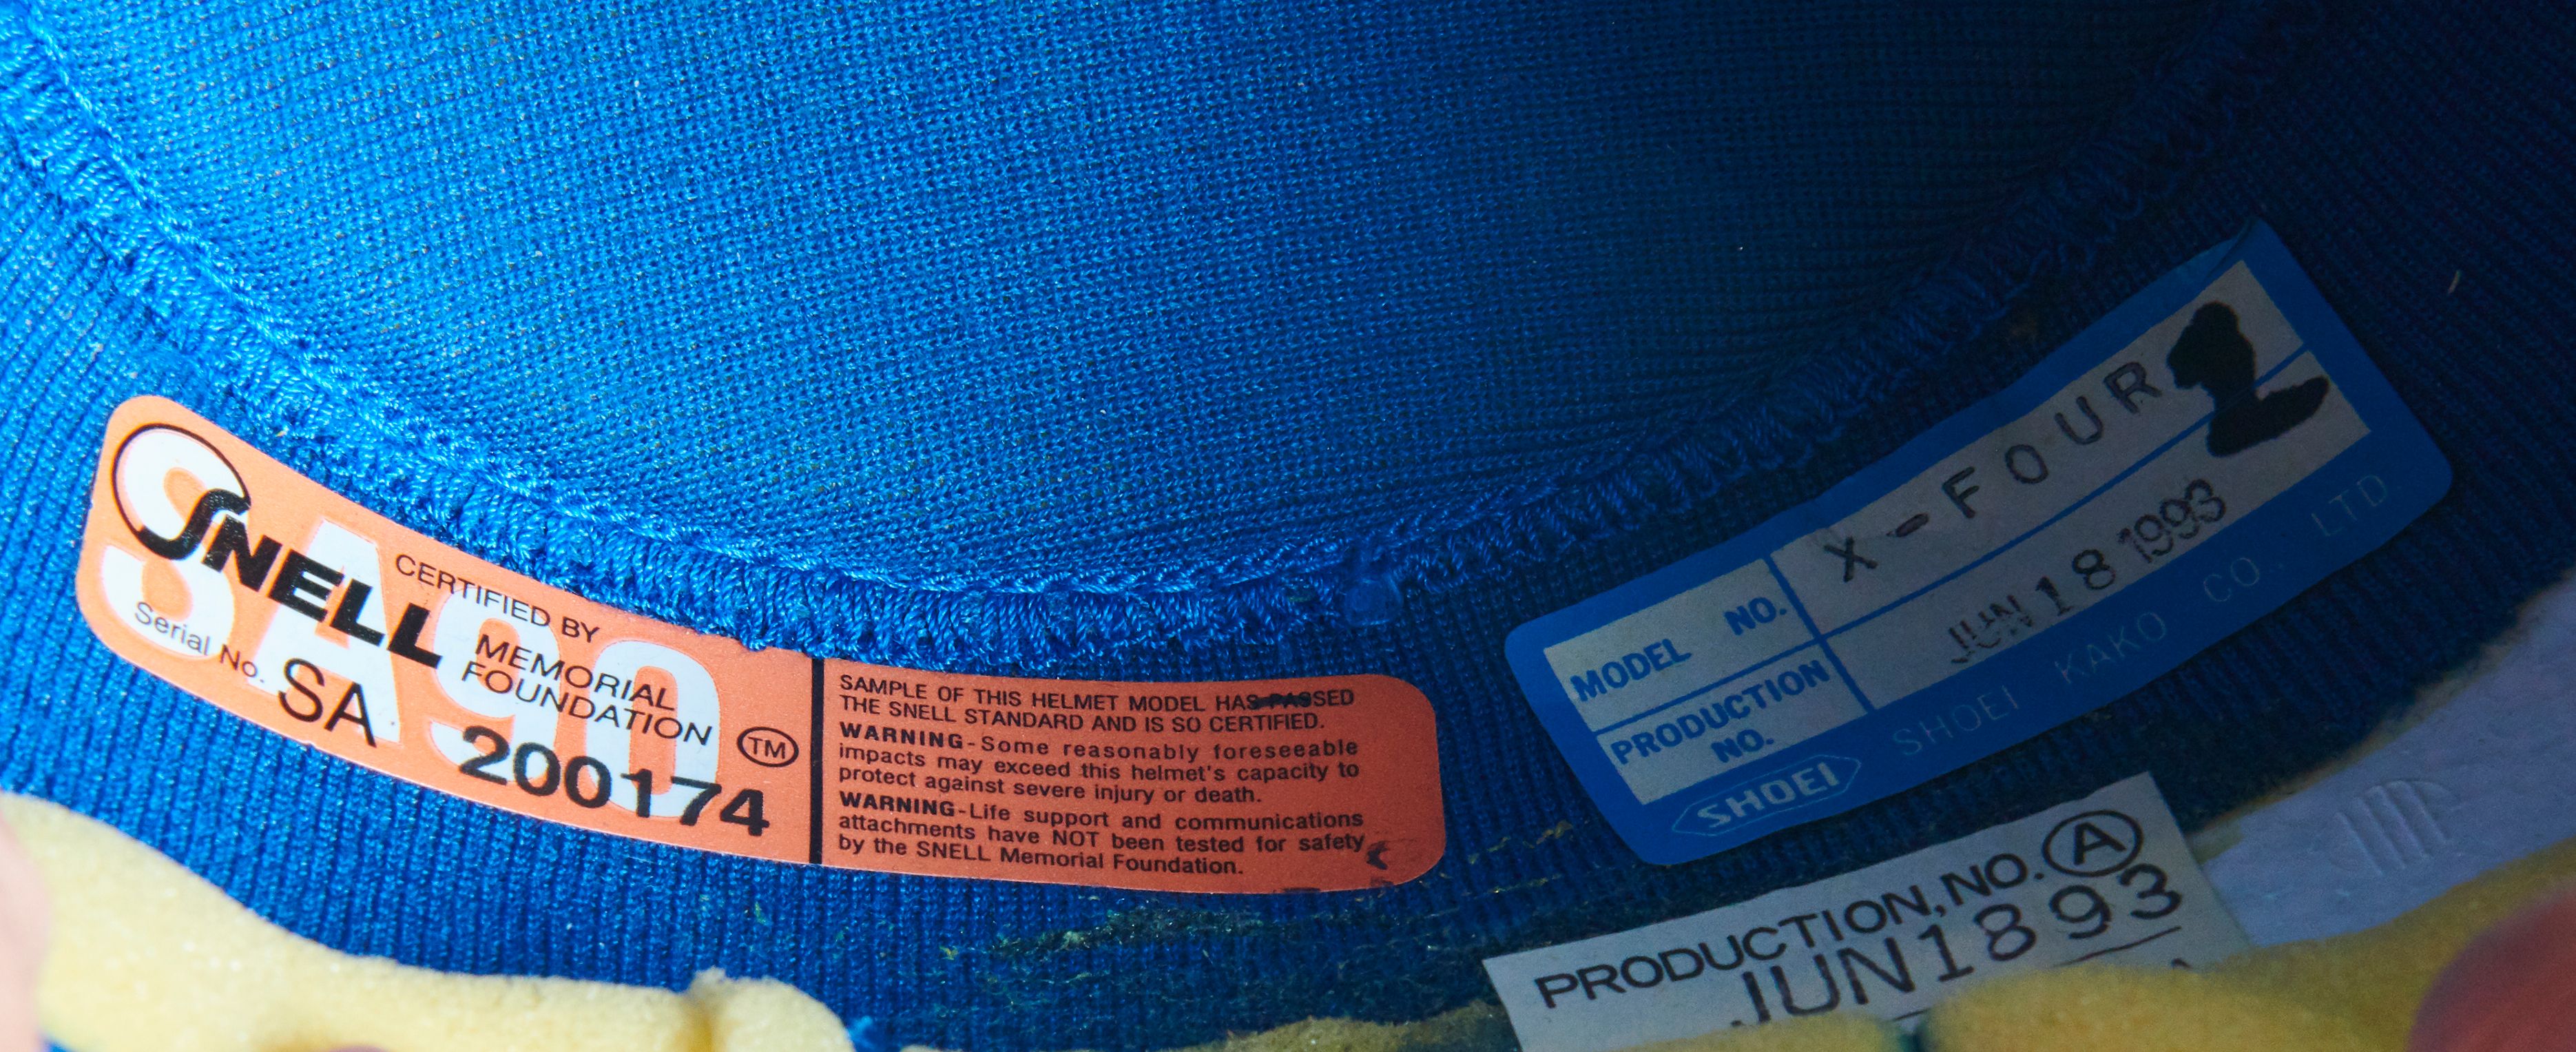 SA90
SNELL
CERTIFIED BY
MEMORIAL
FOUNDATION
TM
Serial No. SA 200174
SAMPLE OF THIS HELMET MODEL HAS PASSED
THE SNELL STANDARD AND IS SO CERTIFIED.
WARNING-Some reasonably foreseeable
impacts may exceed this helmet's capacity to
protect against severe injury or death.
WARNING-Life support and communications
attachments have NOT been tested for safety
by the SNELL Memorial Foundation.
MODEL NO. X-FOUR
PRODUCTION NO. JUN 18 1993
SHOEI SHOEI KAKO CO., LTD
PRODUCTION, NO. A
JUN1893